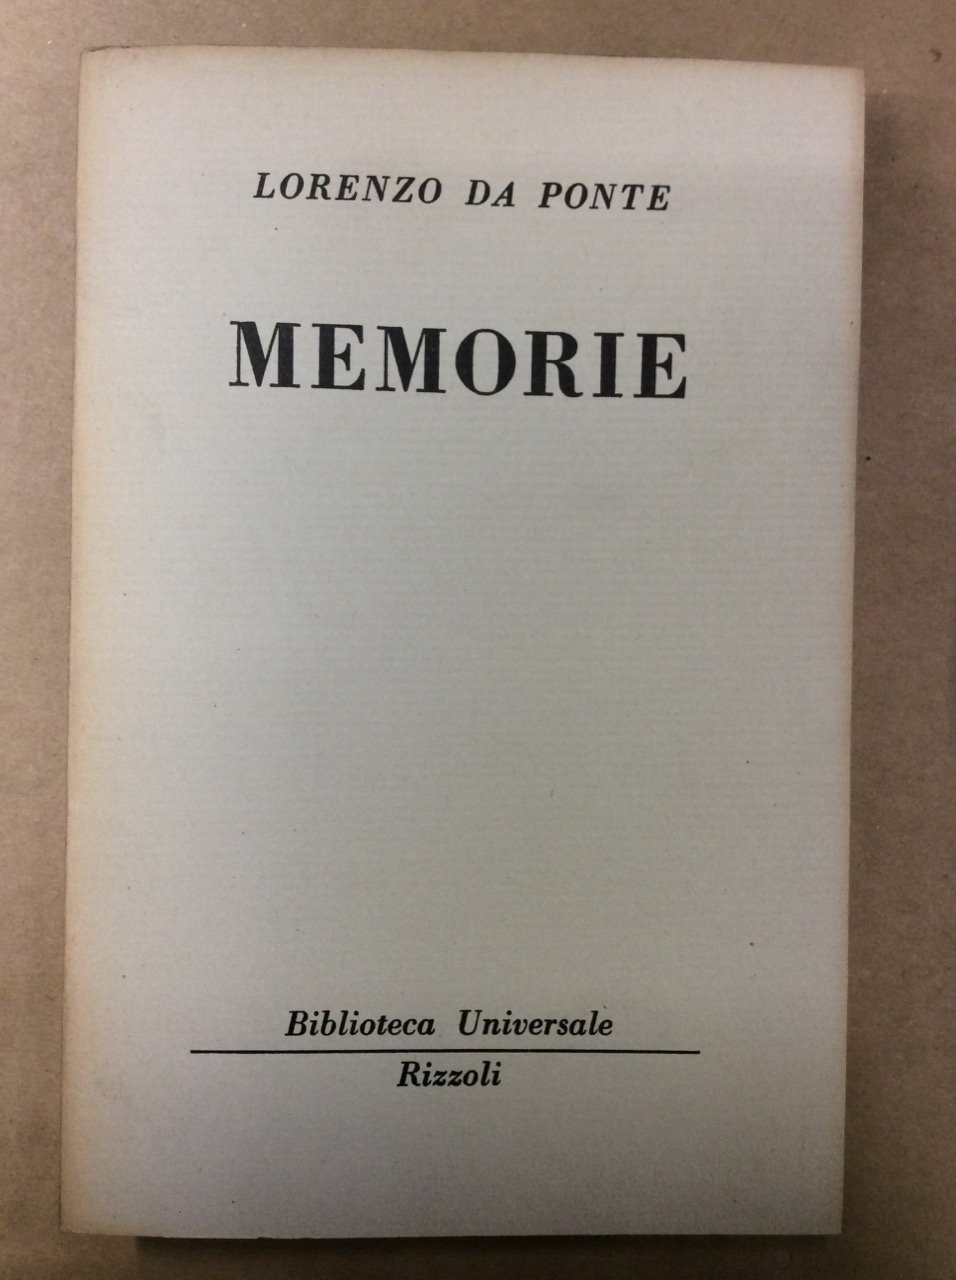 LORENZO DA PONTE
MEMORIE
Biblioteca Universale
Rizzoli